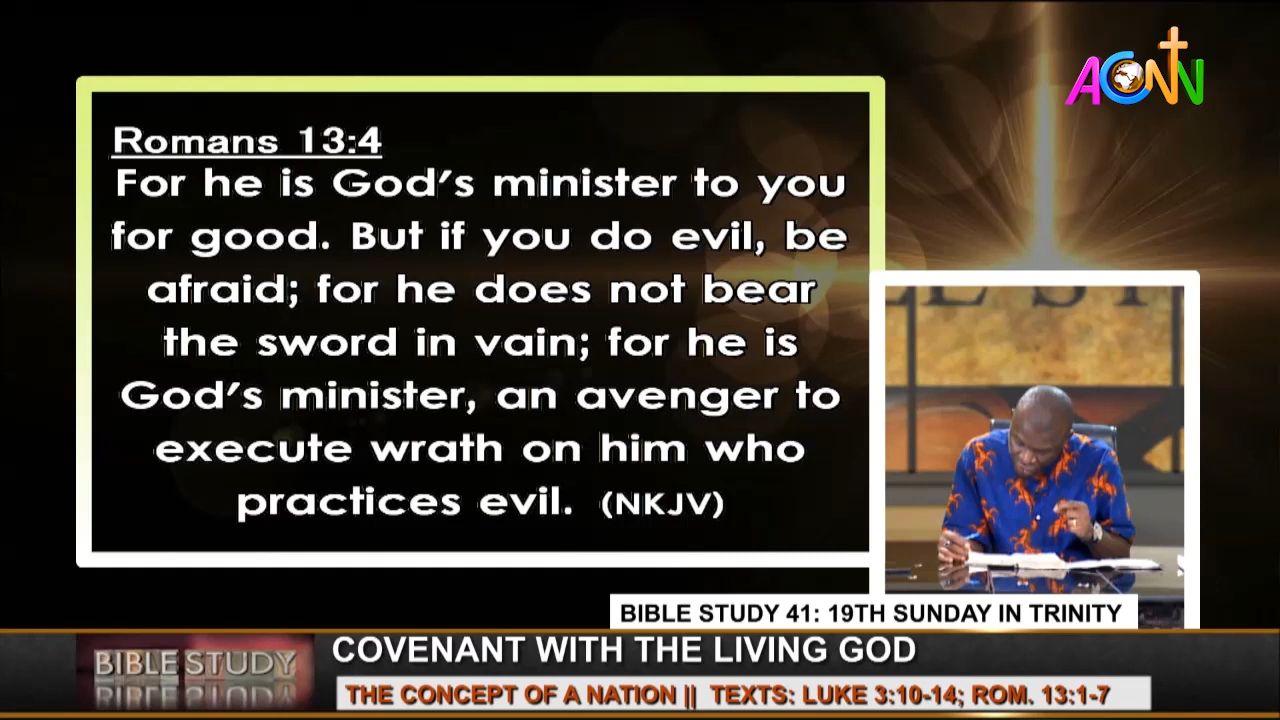 ACNN
Romans 13:4
For he is God's minister to you
for good. But if you do evil, be
afraid; for he does not bear
the sword in vain; for he is
God's minister, an avenger to
execute wrath on him who
practices evil. (NKJV)
LE ST
BIBLE STUDY 41: 19TH SUNDAY IN TRINITY
BIBLE STUDY
COVENANT WITH THE LIVING GOD
THE CONCEPT OF A NATION || TEXTS: LUKE 3:10-14; ROM. 13:1-7